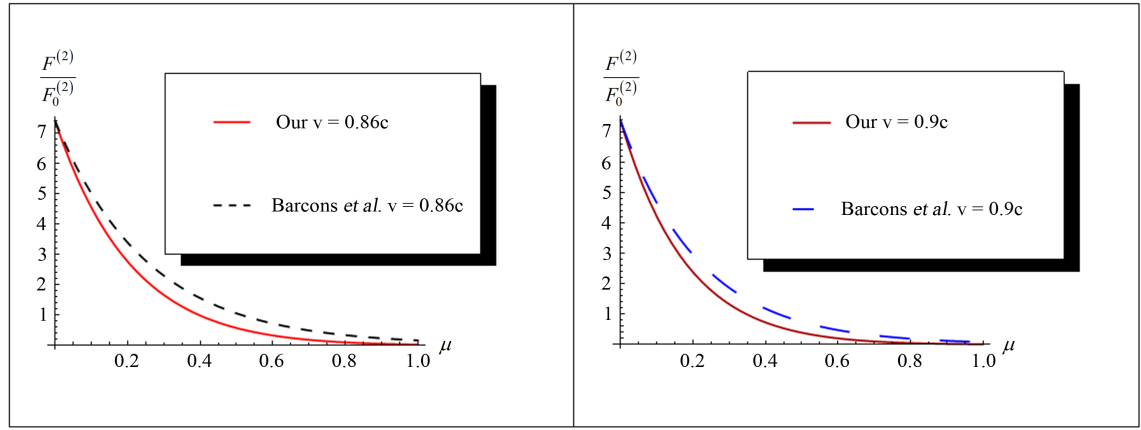 F^(2)
F_0^(2)
Our v = 0.86c
Barcons et al. v = 0.86c
7
6
5
4
3
2
1
0.2 0.4 0.6 0.8 1.0 μ
F^(2)
F_0^(2)
Our v = 0.9c
Barcons et al. v = 0.9c
7
6
5
4
3
2
1
0.2 0.4 0.6 0.8 1.0 μ